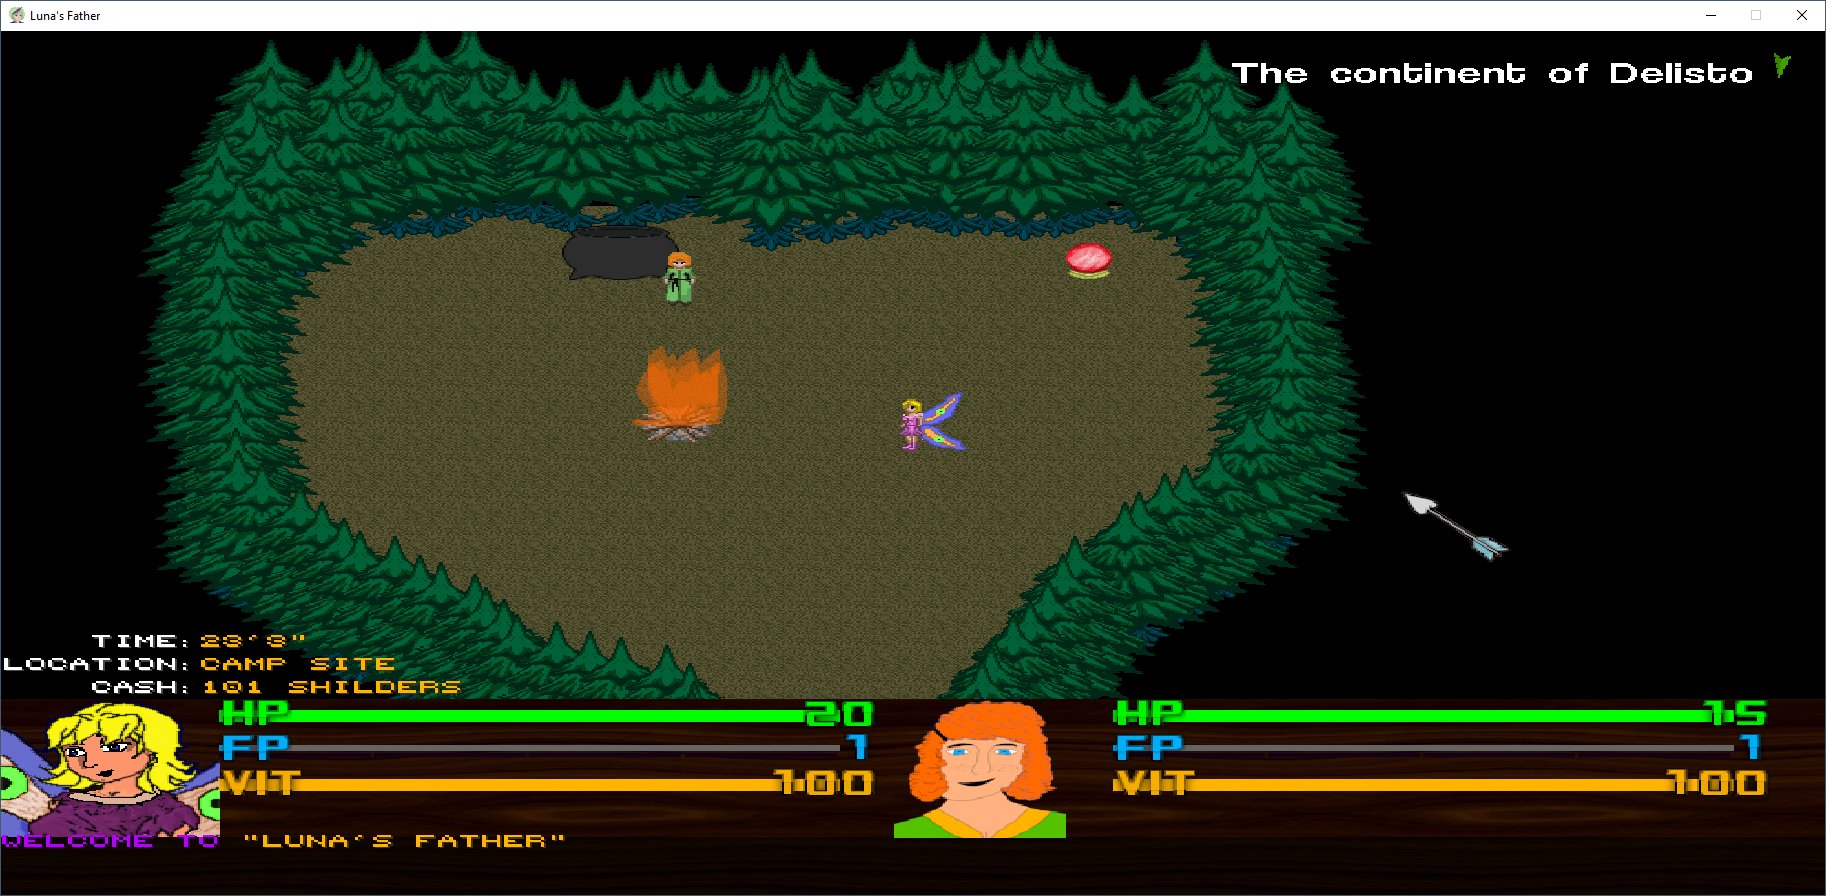 Luna's Father
The continent of Delisto
TIME: 23'3"
LOCATION: CAMP SITE
CASH: 101 SHILDERS
HP 20
FP 1
VIT 100
HP 15
FP 1
VIT 100
WELCOME TO "LUNA'S FATHER"